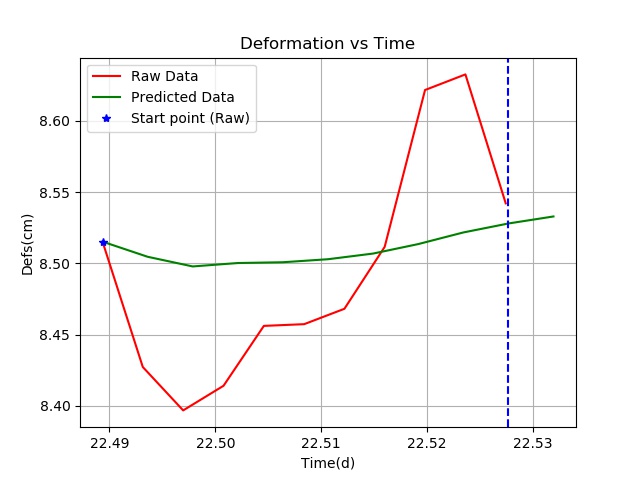 Deformation vs Time
Raw Data
Predicted Data
Start point (Raw)
8.60
8.55
8.50
8.45
8.40
Defs(cm)
22.49 22.50 22.51 22.52 22.53
Time(d)